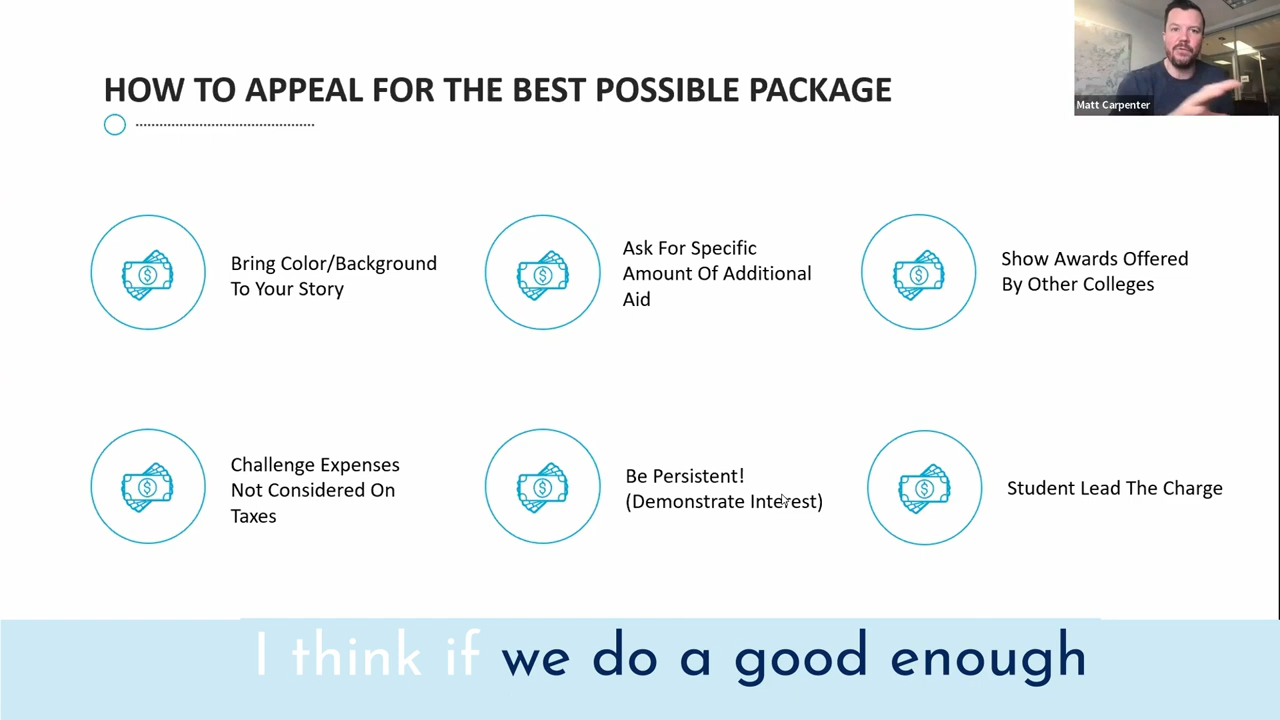 HOW TO APPEAL FOR THE BEST POSSIBLE PACKAGE
Matt Carpenter
Bring Color/Background
To Your Story
Ask For Specific
Amount Of Additional
Aid
Show Awards Offered
By Other Colleges
Challenge Expenses
Not Considered On
Taxes
Be Persistent!
(Demonstrate Interest)
Student Lead The Charge
I think if we do a good enough